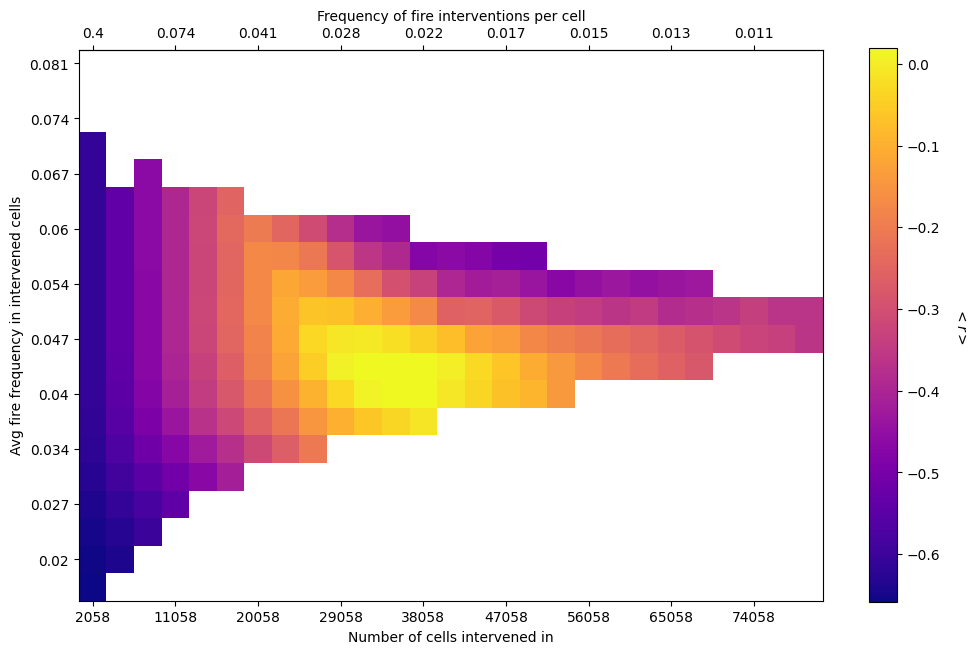 Frequency of fire interventions per cell
0.4 0.074 0.041 0.028 0.022 0.017 0.015 0.013 0.011
0.081
0.074
0.067
0.06
0.054
0.047
0.04
0.034
0.027
0.02
Avg fire frequency in intervened cells
2058 11058 20058 29058 38058 47058 56058 65058 74058
Number of cells intervened in
0.0
−0.1
−0.2
−0.3
−0.4
−0.5
−0.6
< r >